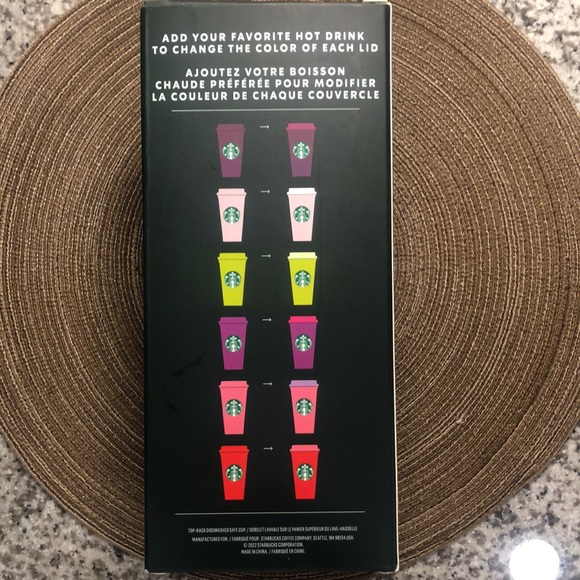 ADD YOUR FAVORITE HOT DRINK
TO CHANGE THE COLOR OF EACH LID
AJOUTEZ VOTRE BOISSON
CHAUDE PRÉFÉRÉE POUR MODIFIER
LA COULEUR DE CHAQUE COUVERCLE
TOP-RACK DISHWASHER SAFE CUP / GOBELET LAVABLE SUR LE PANIER SUPÉRIEUR DU LAVE-VAISSELLE.
MANUFACTURED FOR / FABRIQUÉ POUR: STARBUCKS COFFEE COMPANY, SEATTLE, WA 98134 USA
© 2022 STARBUCKS CORPORATION.
MADE IN CHINA. / FABRIQUÉ EN CHINE.